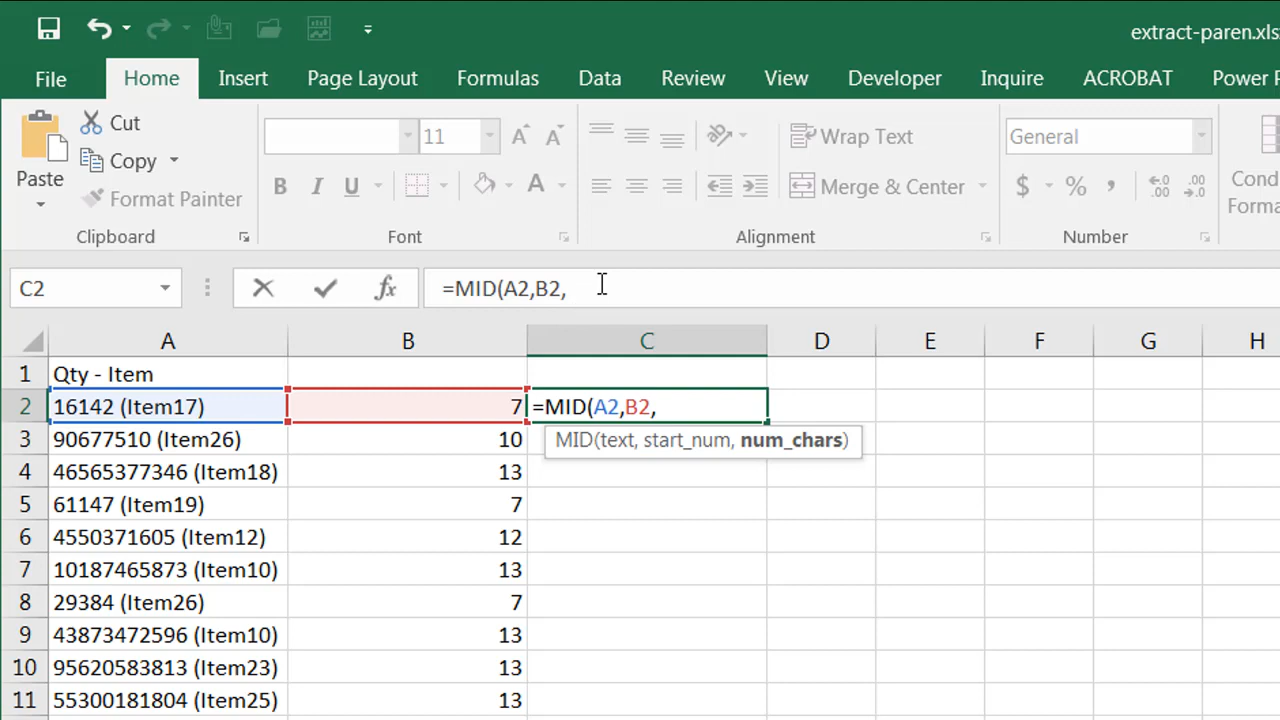 extract-paren.xls
File Home Insert Page Layout Formulas Data Review View Developer Inquire ACROBAT Power P
Paste Cut Copy Format Painter
11
B I U A
A A
Wrap Text
Merge & Center
General
$ % , .0 .00 .00 .0
Cond
Forma
Clipboard Font Alignment Number
C2 fx =MID(A2,B2,
A B C D E F G H
1 Qty - Item
2 16142 (Item17) 7 =MID(A2,B2,
MID(text, start_num, num_chars)
3 90677510 (Item26) 10
4 46565377346 (Item18) 13
5 61147 (Item19) 7
6 4550371605 (Item12) 12
7 10187465873 (Item10) 13
8 29384 (Item26) 7
9 43873472596 (Item10) 13
10 95620583813 (Item23) 13
11 55300181804 (Item25) 13